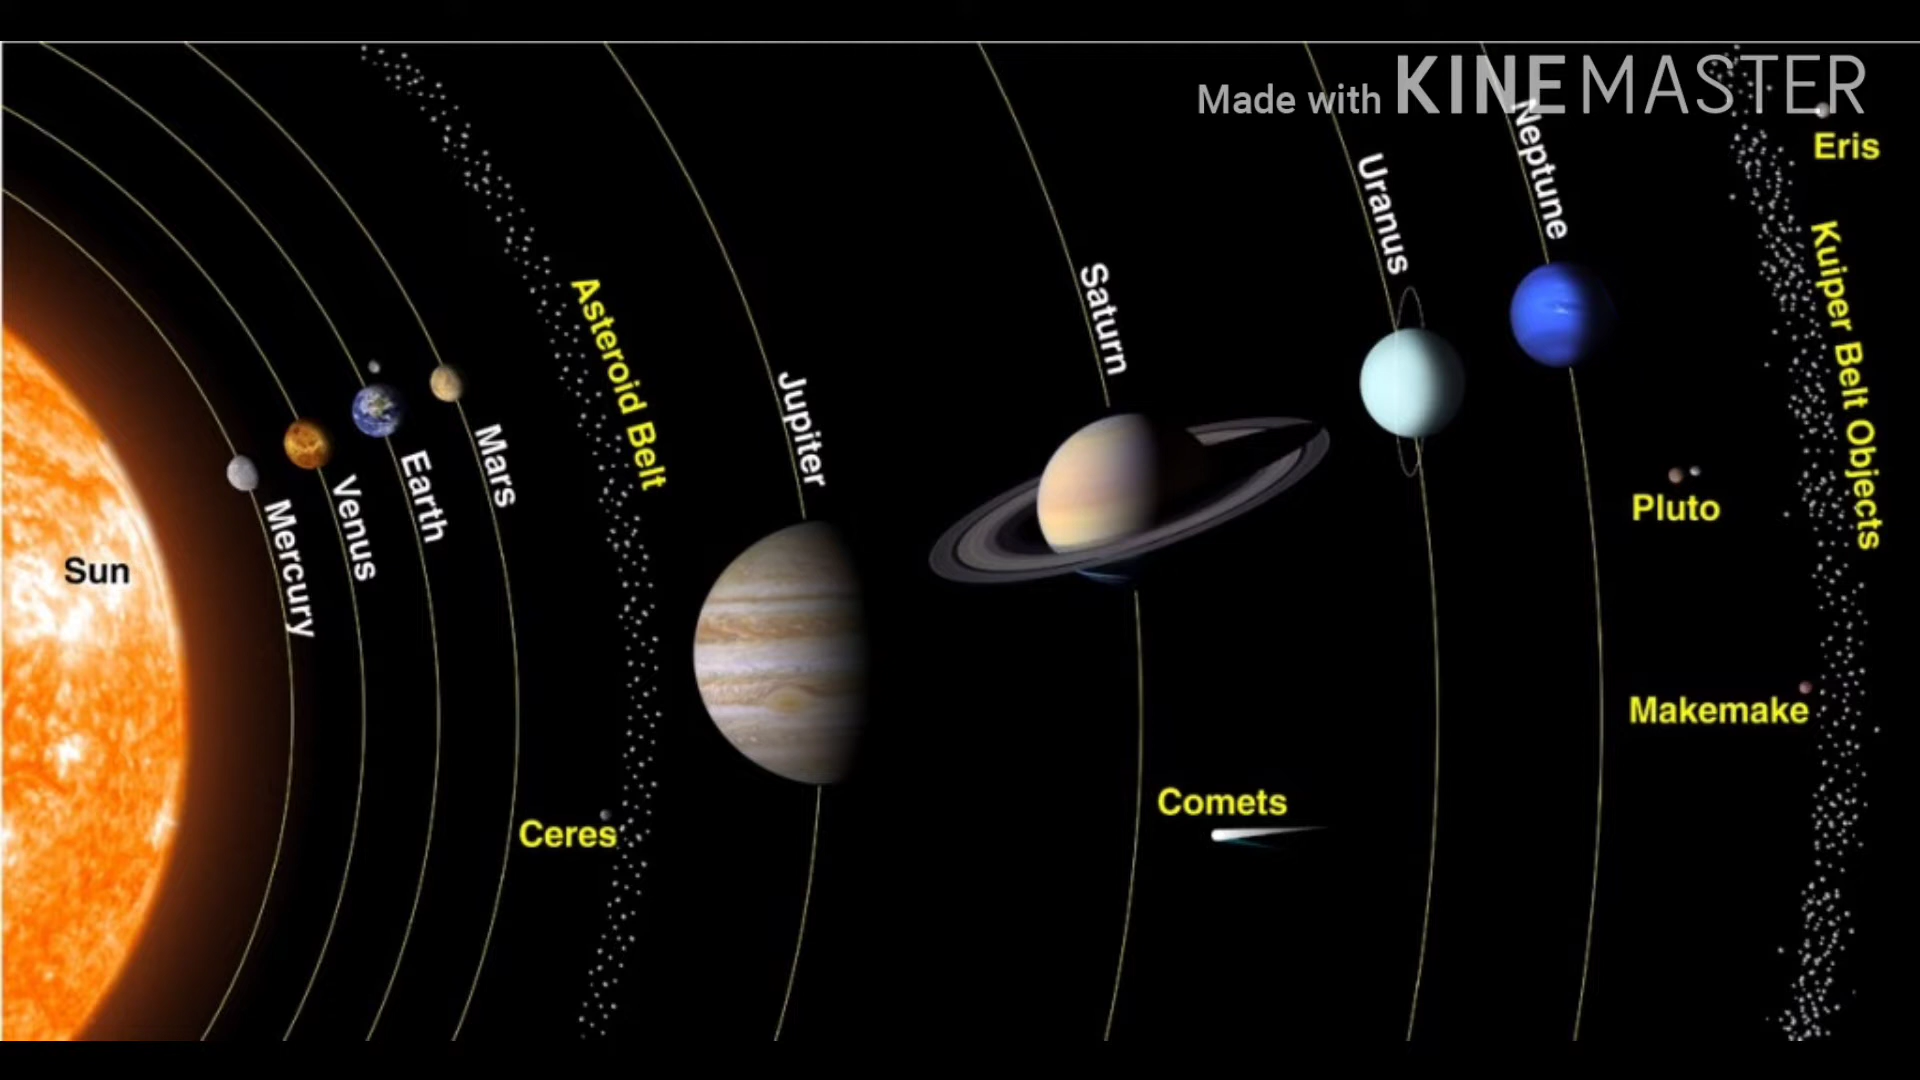 Made with KINEMASTER
Sun
Mercury
Venus
Earth
Mars
Asteroid Belt
Ceres
Jupiter
Saturn
Comets
Uranus
Neptune
Pluto
Makemake
Eris
Kuiper Belt Objects